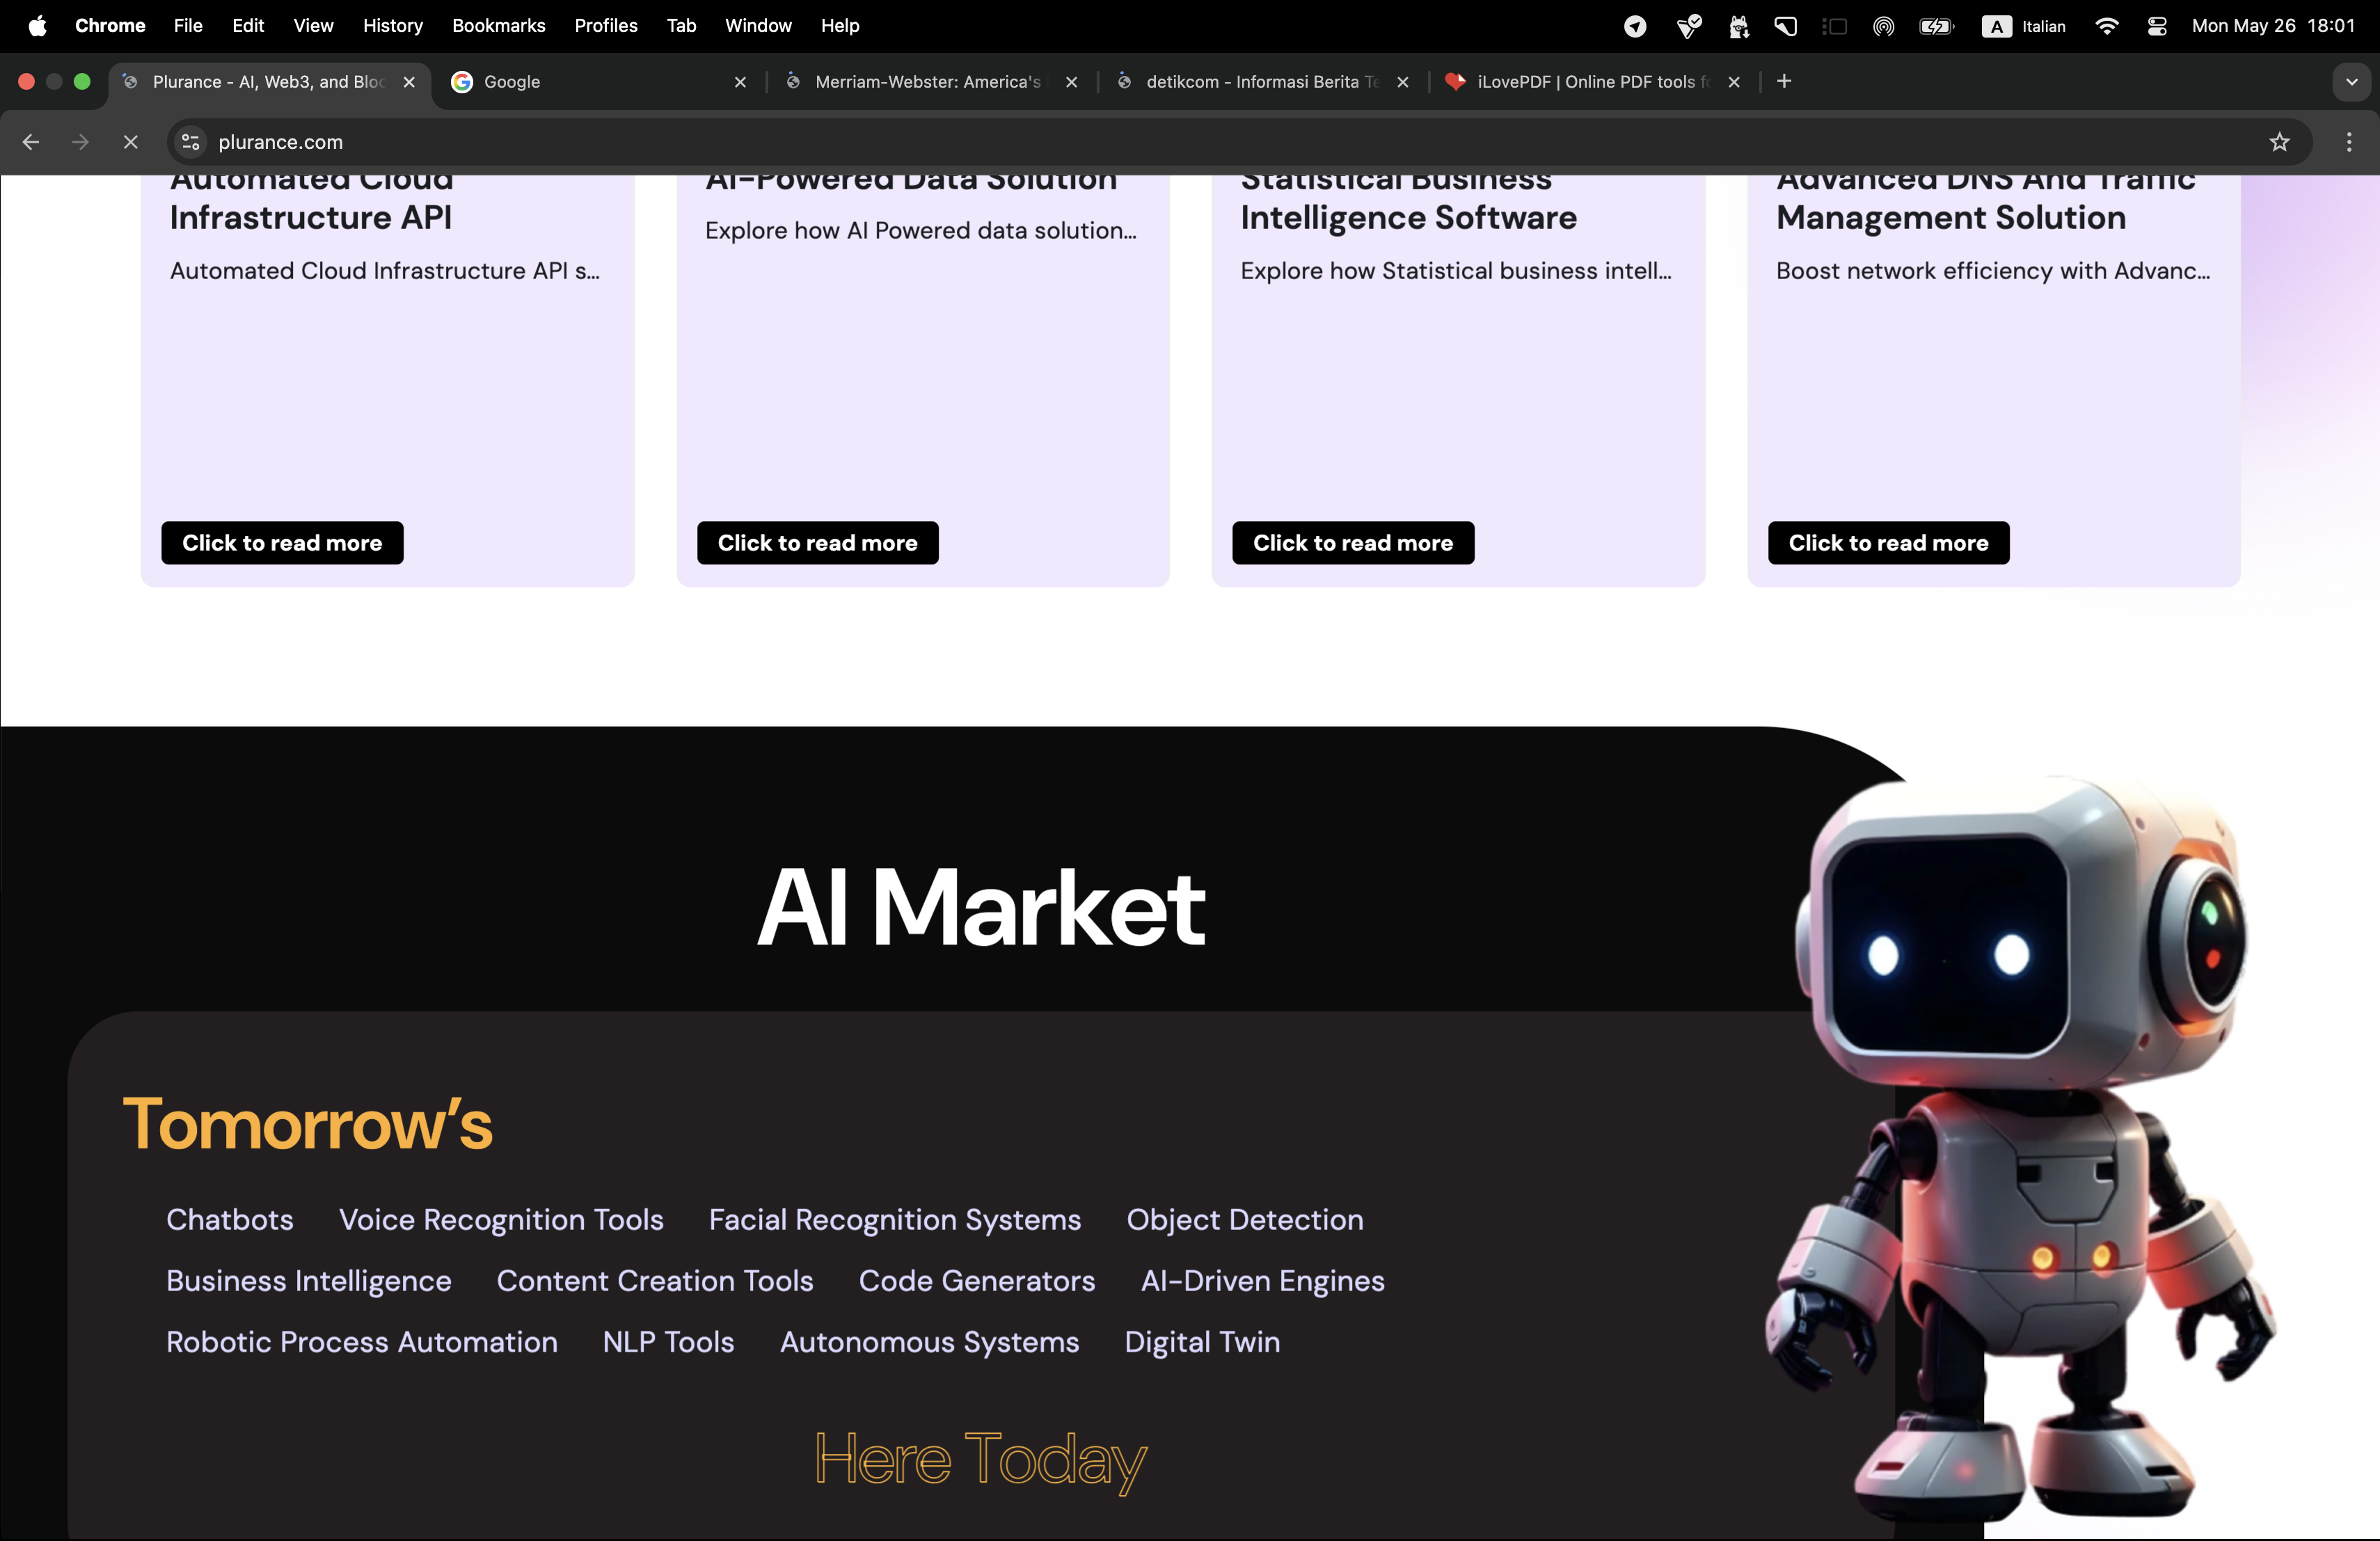 Chrome File Edit View History Bookmarks Profiles Tab Window Help A Italian Mon May 26 18:01
Plurance - AI, Web3, and Bloc Google Merriam-Webster: America's detikcom - Informasi Berita Te iLovePDF | Online PDF tools fo
plurance.com
Automated Cloud
Infrastructure API
Automated Cloud Infrastructure API s...
Click to read more
AI-Powered Data Solution
Explore how AI Powered data solution...
Click to read more
Statistical Business
Intelligence Software
Explore how Statistical business intell...
Click to read more
Advanced DNS And Traffic
Management Solution
Boost network efficiency with Advanc...
Click to read more
AI Market
Tomorrow's
Chatbots Voice Recognition Tools Facial Recognition Systems Object Detection
Business Intelligence Content Creation Tools Code Generators AI-Driven Engines
Robotic Process Automation NLP Tools Autonomous Systems Digital Twin
Here Today